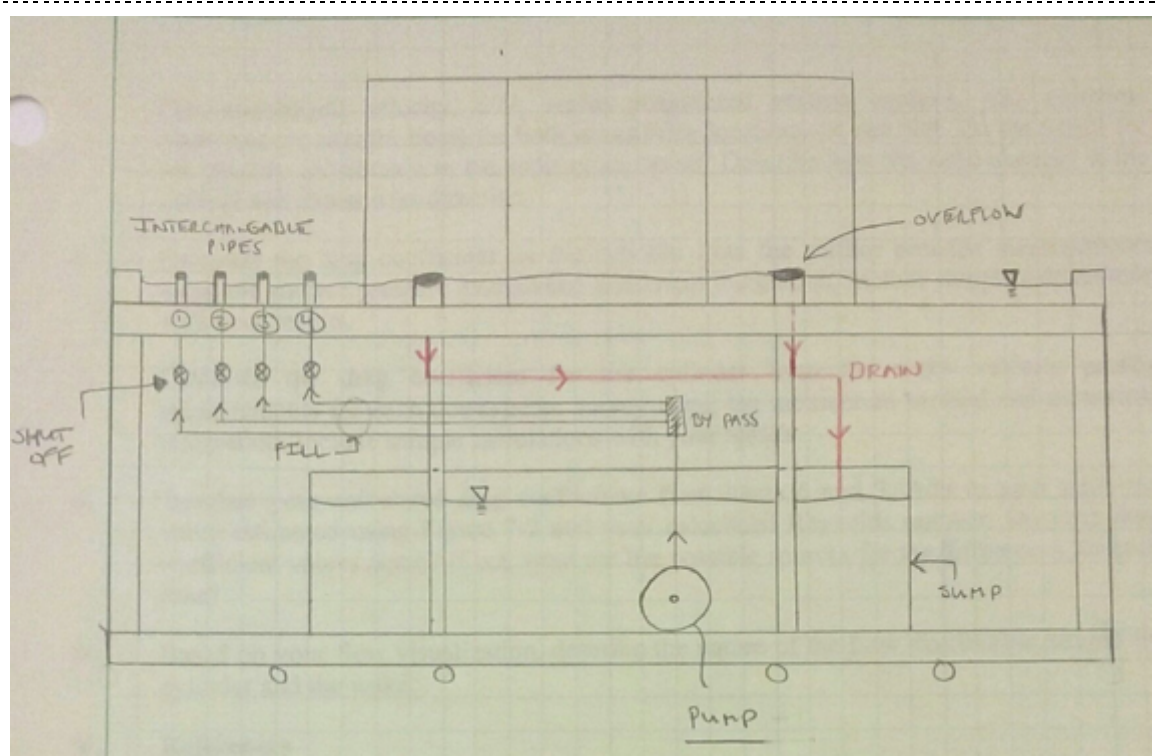 OVERFLOW
INTERCHANGABLE
PIPES
1 2 3 4
DRAIN
BY PASS
SHUT
OFF
FILL
SUMP
PUMP